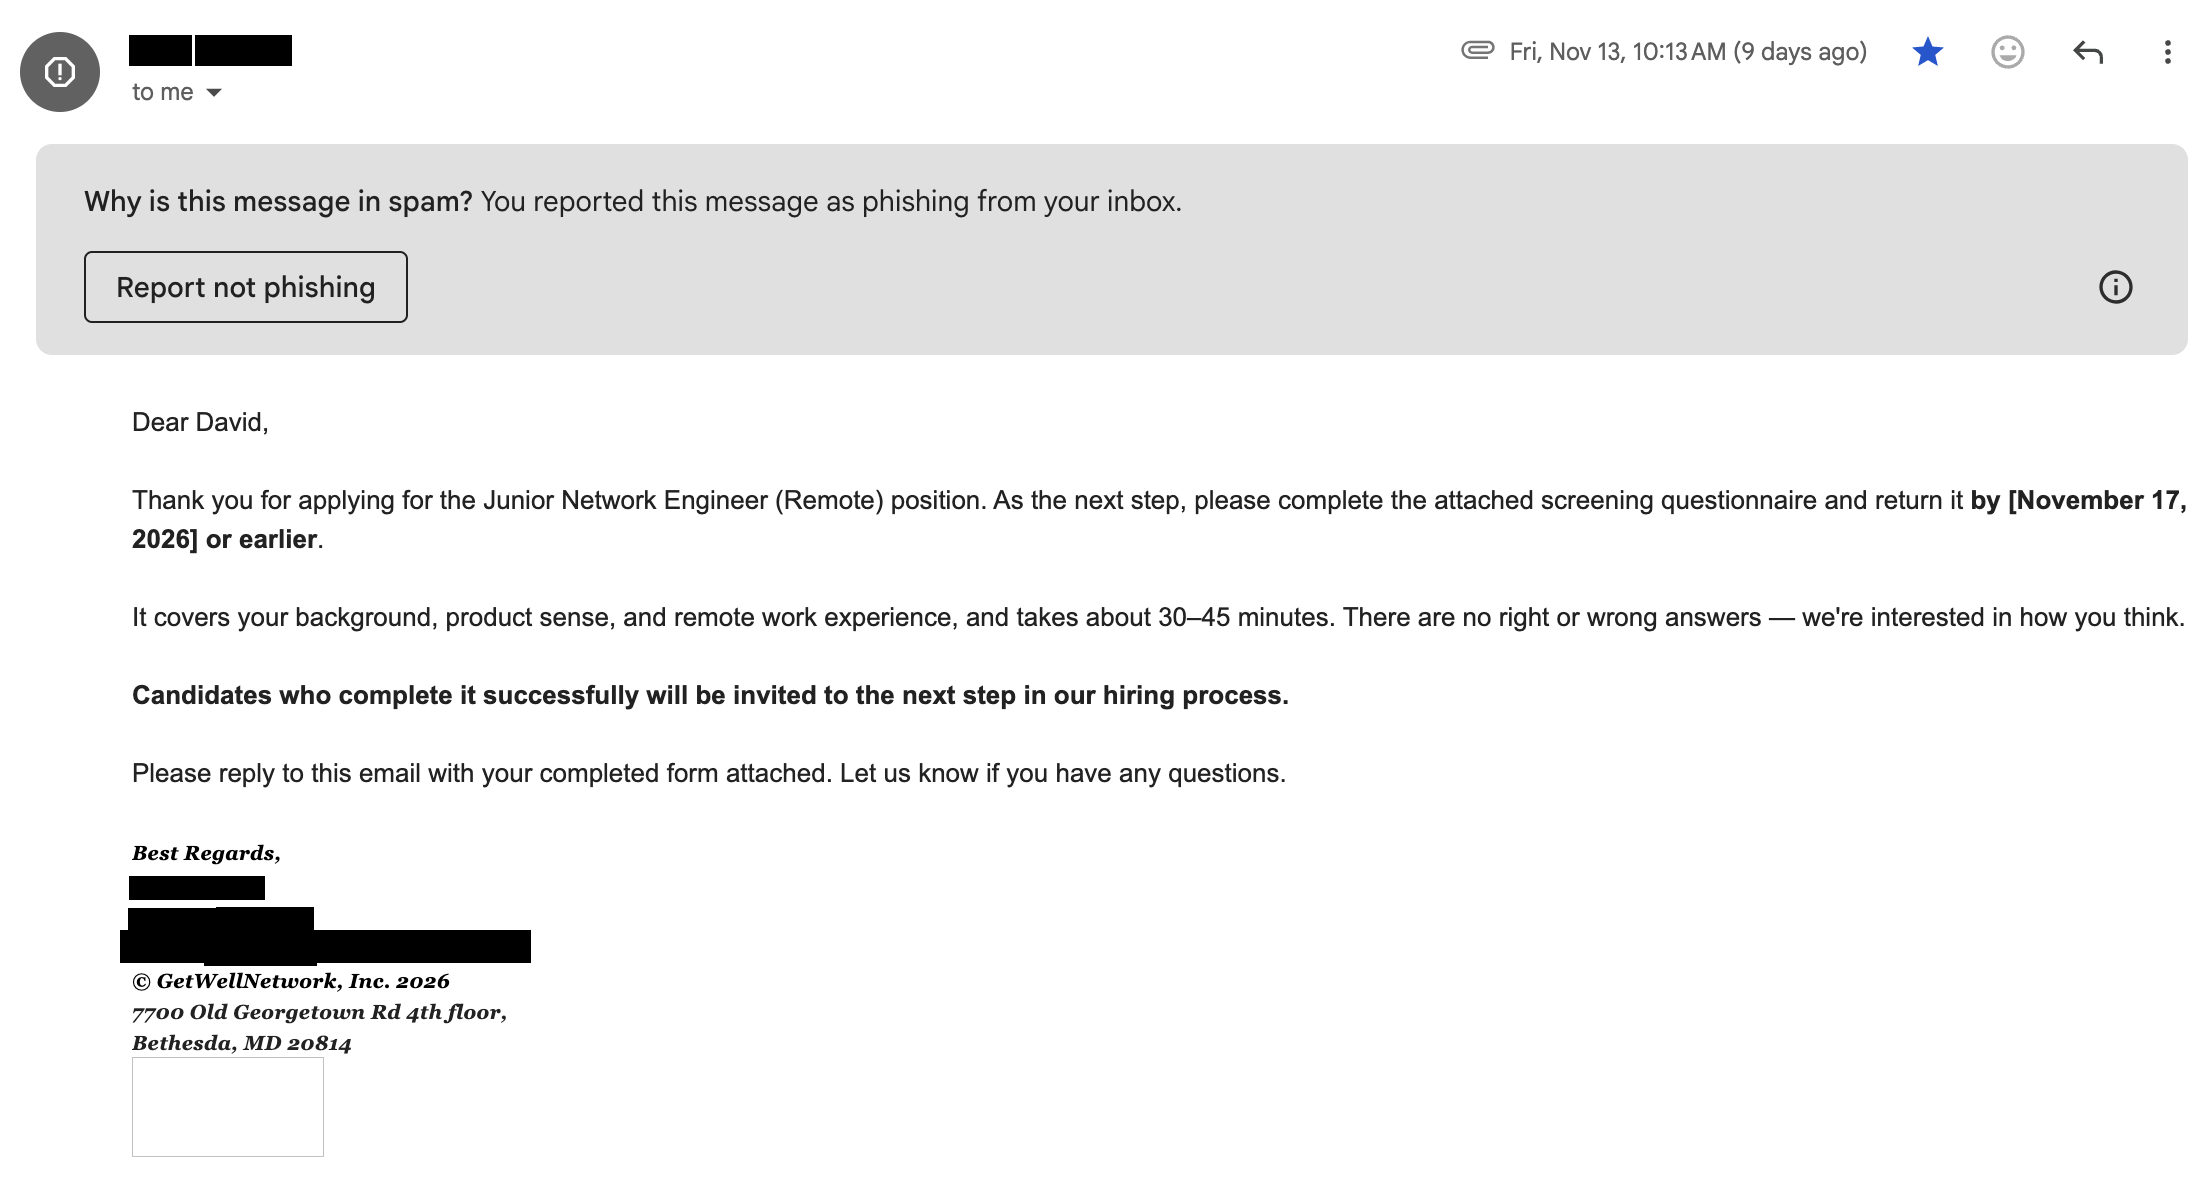 Fri, Nov 13, 10:13 AM (9 days ago)
to me
Why is this message in spam? You reported this message as phishing from your inbox.
Report not phishing
Dear David,
Thank you for applying for the Junior Network Engineer (Remote) position. As the next step, please complete the attached screening questionnaire and return it by [November 17,
2026] or earlier.
It covers your background, product sense, and remote work experience, and takes about 30–45 minutes. There are no right or wrong answers — we're interested in how you think.
Candidates who complete it successfully will be invited to the next step in our hiring process.
Please reply to this email with your completed form attached. Let us know if you have any questions.
Best Regards,
© GetWellNetwork, Inc. 2026
7700 Old Georgetown Rd 4th floor,
Bethesda, MD 20814